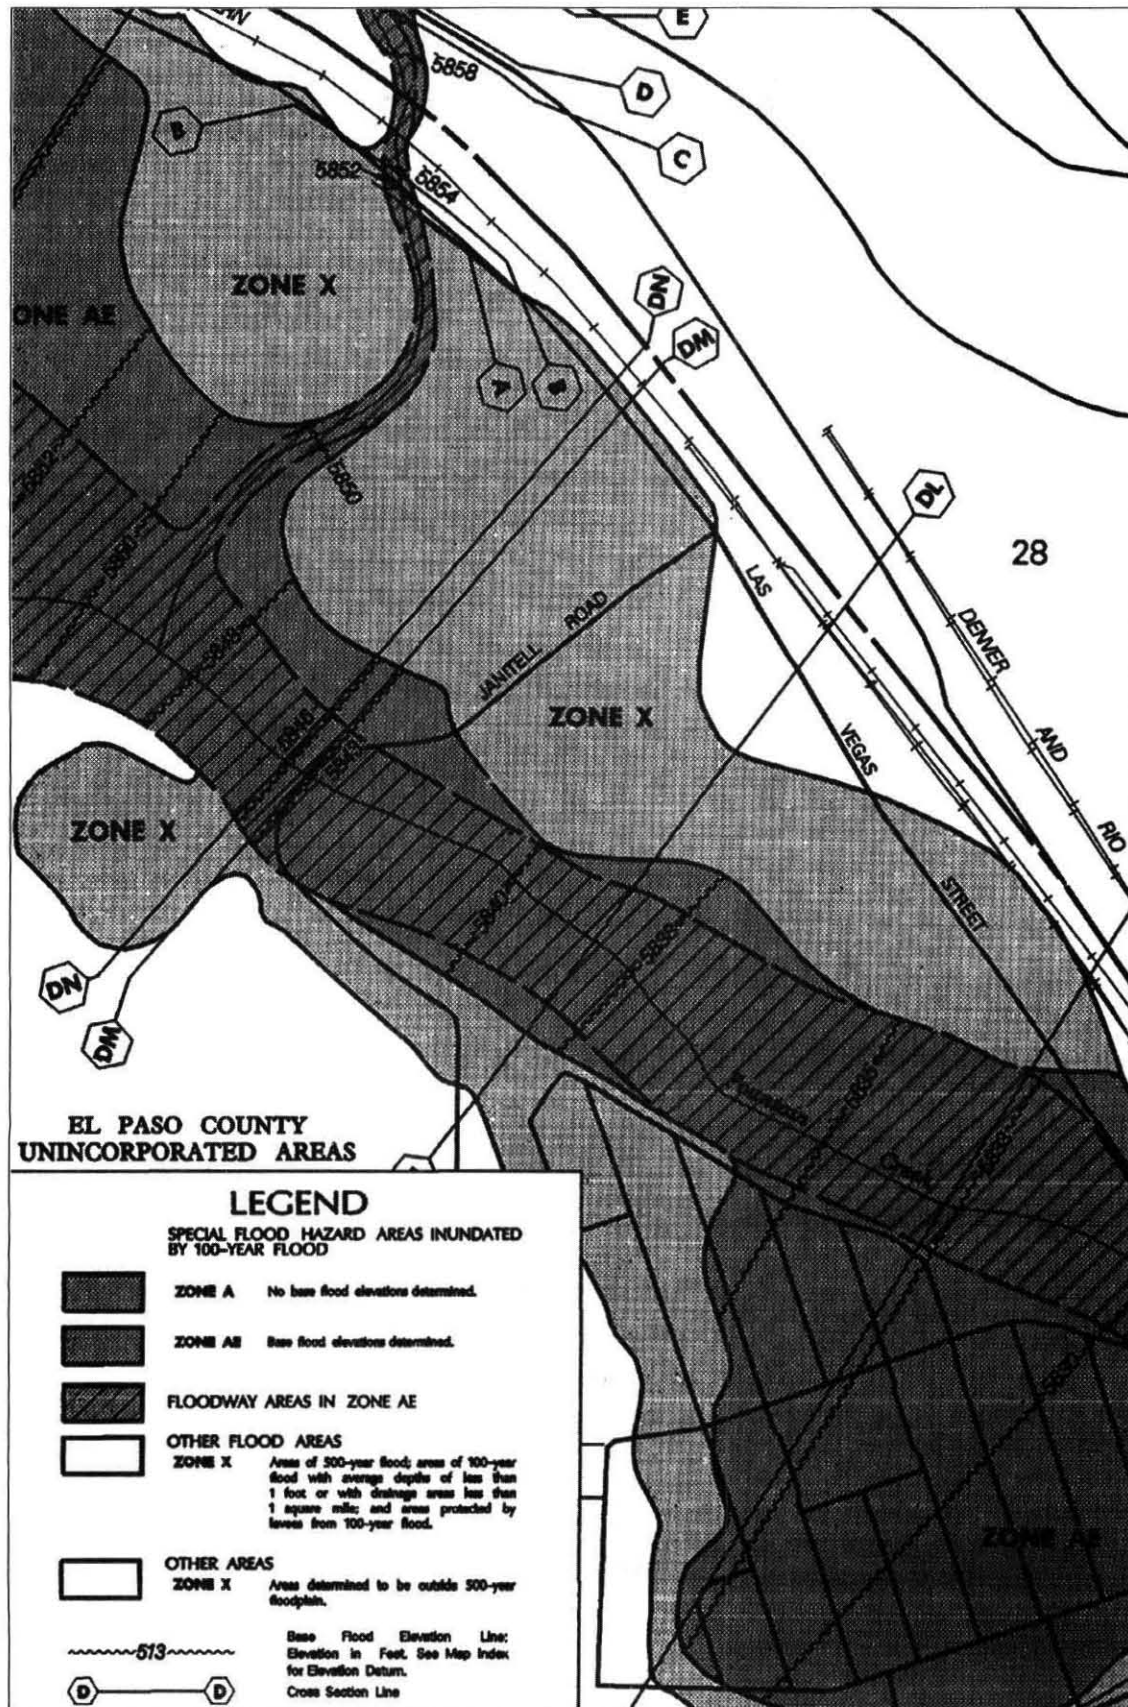 E
5858
D
B
C
5852
5854
ZONE X
DN
DM
ONE AE
A
B
5852
5850
DL
5850
28
LAS
DENVER
JANITELL ROAD
5848
ZONE X
AND
VEGAS
5846
RIO
ZONE X
STREET
5840
5838
DN
DM
5836
Creek
EL PASO COUNTY
UNINCORPORATED AREAS
5830
ZONE AE
LEGEND
SPECIAL FLOOD HAZARD AREAS INUNDATED
BY 100-YEAR FLOOD
ZONE A No base flood elevations determined.
ZONE AE Base flood elevations determined.
FLOODWAY AREAS IN ZONE AE
OTHER FLOOD AREAS
ZONE X Areas of 500-year flood; areas of 100-year
flood with average depths of less than
1 foot or with drainage areas less than
1 square mile; and areas protected by
levees from 100-year flood.
OTHER AREAS
ZONE X Areas determined to be outside 500-year
floodplain.
513 Base Flood Elevation Line;
Elevation in Feet. See Map Index
for Elevation Datum.
D D Cross Section Line